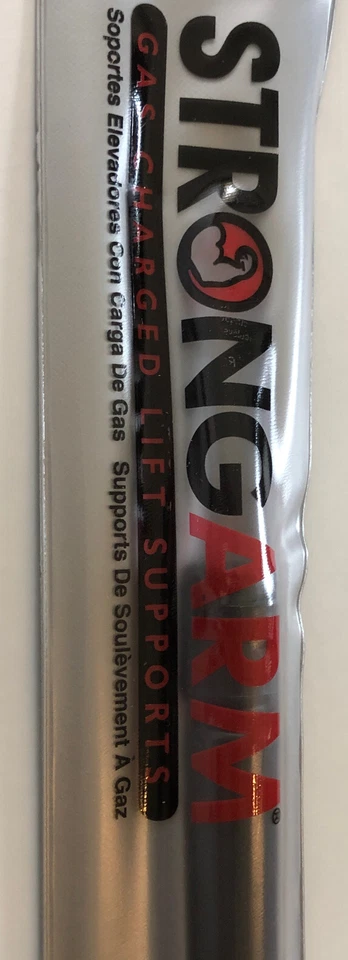 STRONGARM®
GAS CHARGED LIFT SUPPORTS
Soportes Elevadores Con Carga De Gas Supports De Soulèvement À Gaz